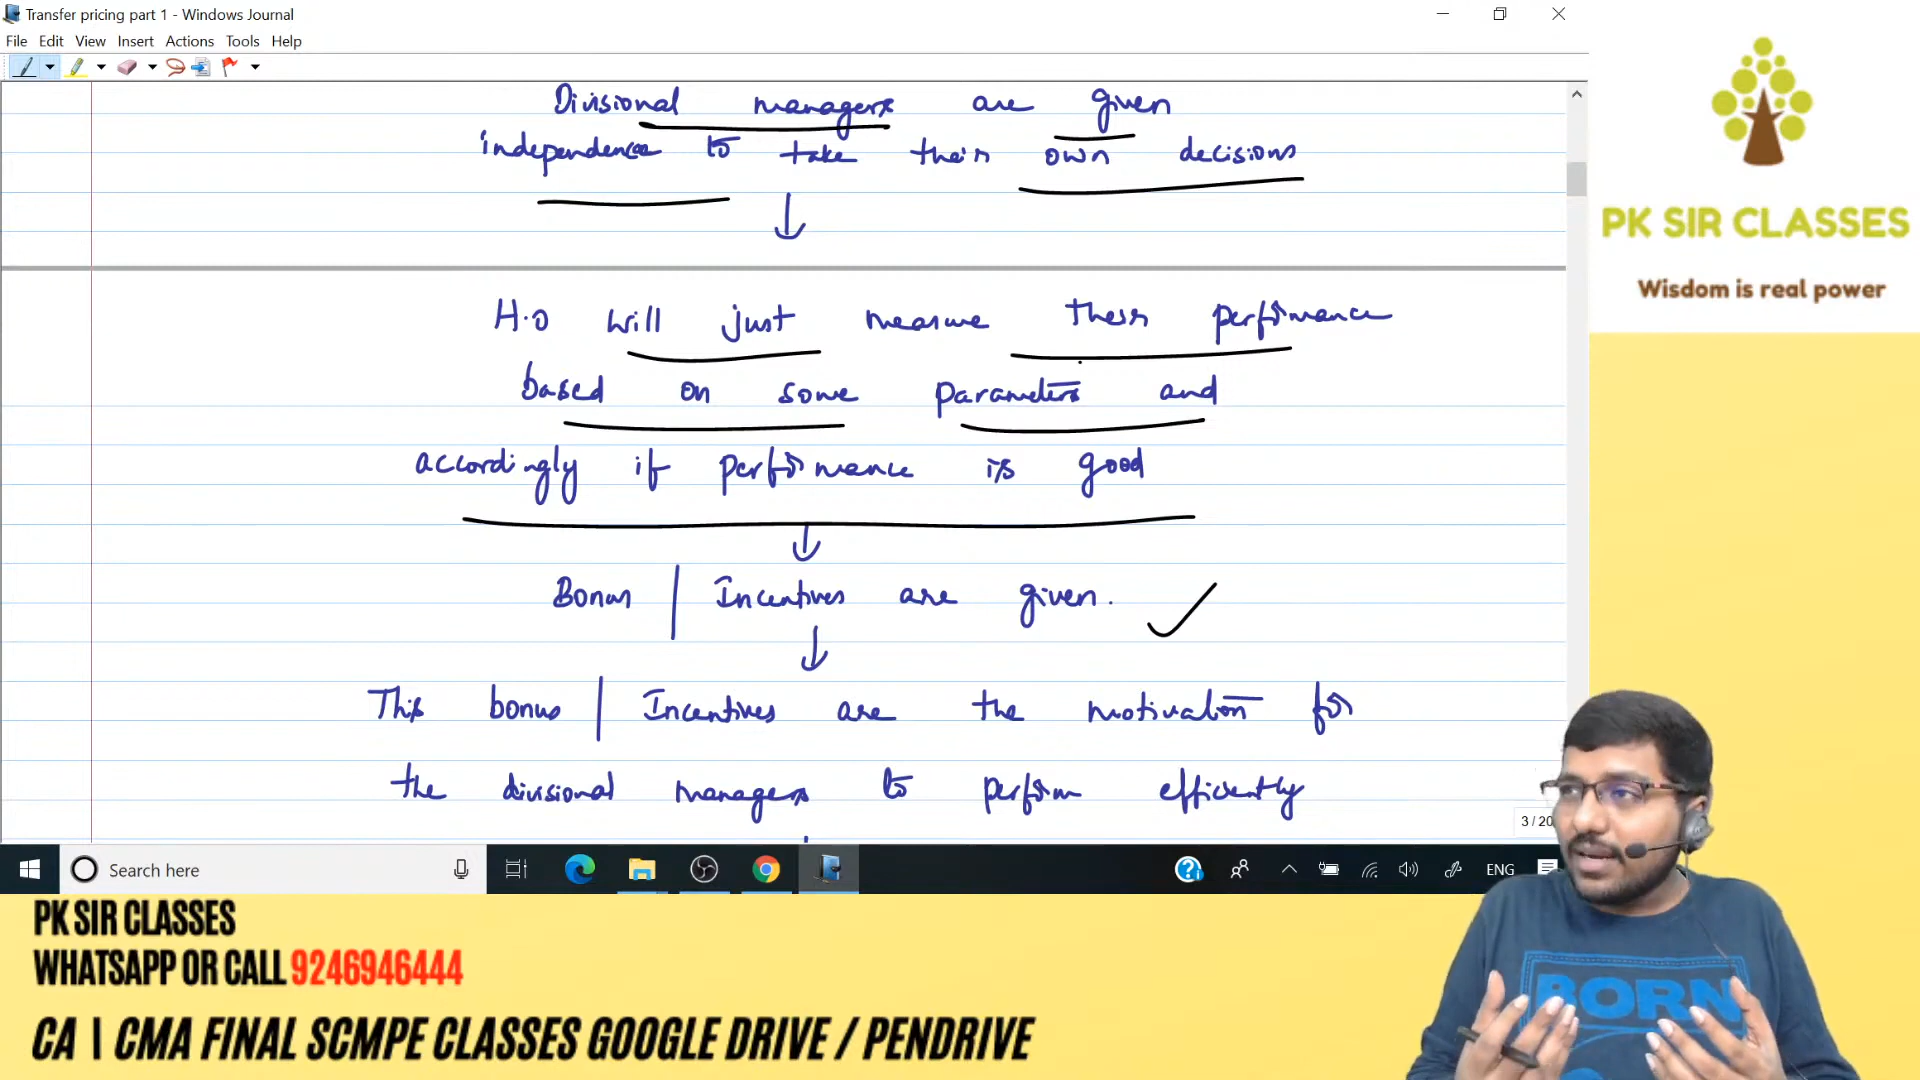 Transfer pricing part 1 - Windows Journal
File Edit View Insert Actions Tools Help
Divisional managers are given
independence to take their own decisions
H.O will just measure their performance
based on some parameters and
accordingly if performance is good
Bonus | Incentives are given.
This bonus | Incentives are the motivation for
the divisional managers to perform efficiently
3 / 20
Search here
ENG
PK SIR CLASSES
Wisdom is real power
BORN
PK SIR CLASSES
WHATSAPP OR CALL 9246946444
CA \ CMA FINAL SCMPE CLASSES GOOGLE DRIVE / PENDRIVE